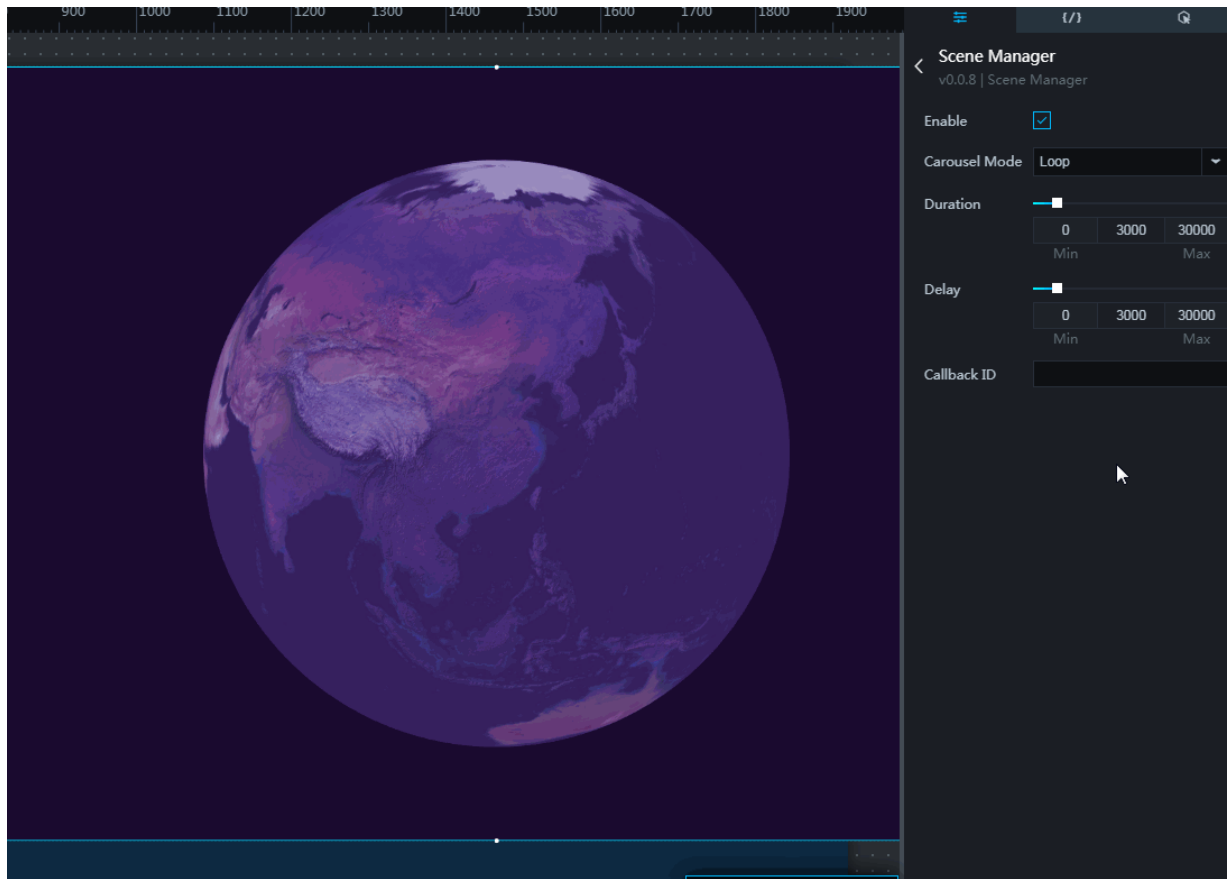 900 1000 1100 1200 1300 1400 1500 1600 1700 1800 1900
{/}
Scene Manager
v0.0.8 | Scene Manager
Enable
Carousel Mode Loop
Duration
0 3000 30000
Min Max
Delay
0 3000 30000
Min Max
Callback ID